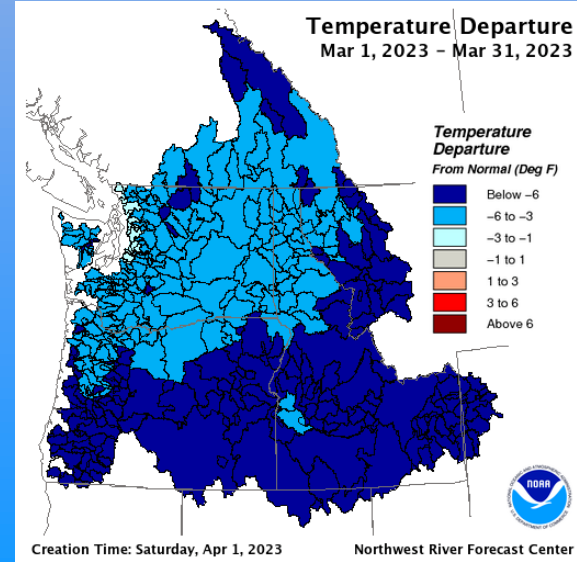 Temperature Departure
Mar 1, 2023 - Mar 31, 2023
Temperature
Departure
From Normal (Deg F)
Below -6
-6 to -3
-3 to -1
-1 to 1
1 to 3
3 to 6
Above 6
NOAA
Creation Time: Saturday, Apr 1, 2023
Northwest River Forecast Center